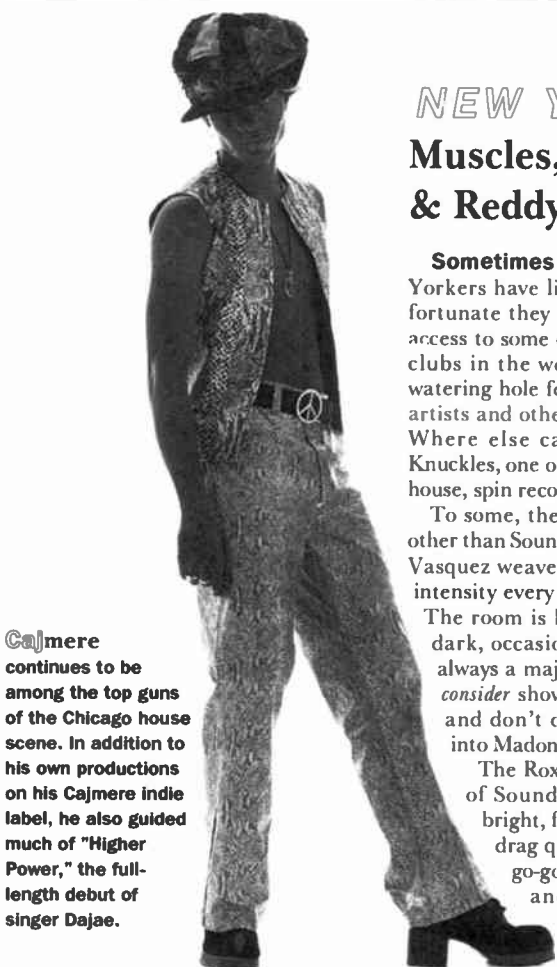 Cajmere
continues to be
among the top guns
of the Chicago house
scene. In addition to
his own productions
on his Cajmere indie
label, he also guided
much of "Higher
Power," the full-
length debut of
singer Dajae.
NEW Y
Muscles,
& Reddy
Sometimes
Yorkers have li
fortunate they
access to some
clubs in the wo
watering hole fo
artists and othe
Where else ca
Knuckles, one o
house, spin reco
To some, the
other than Soun
Vasquez weave
intensity every
The room is
dark, occasio
always a maj
consider show
and don't c
into Madon
The Rox
of Sound
bright, f
drag q
go-go
an